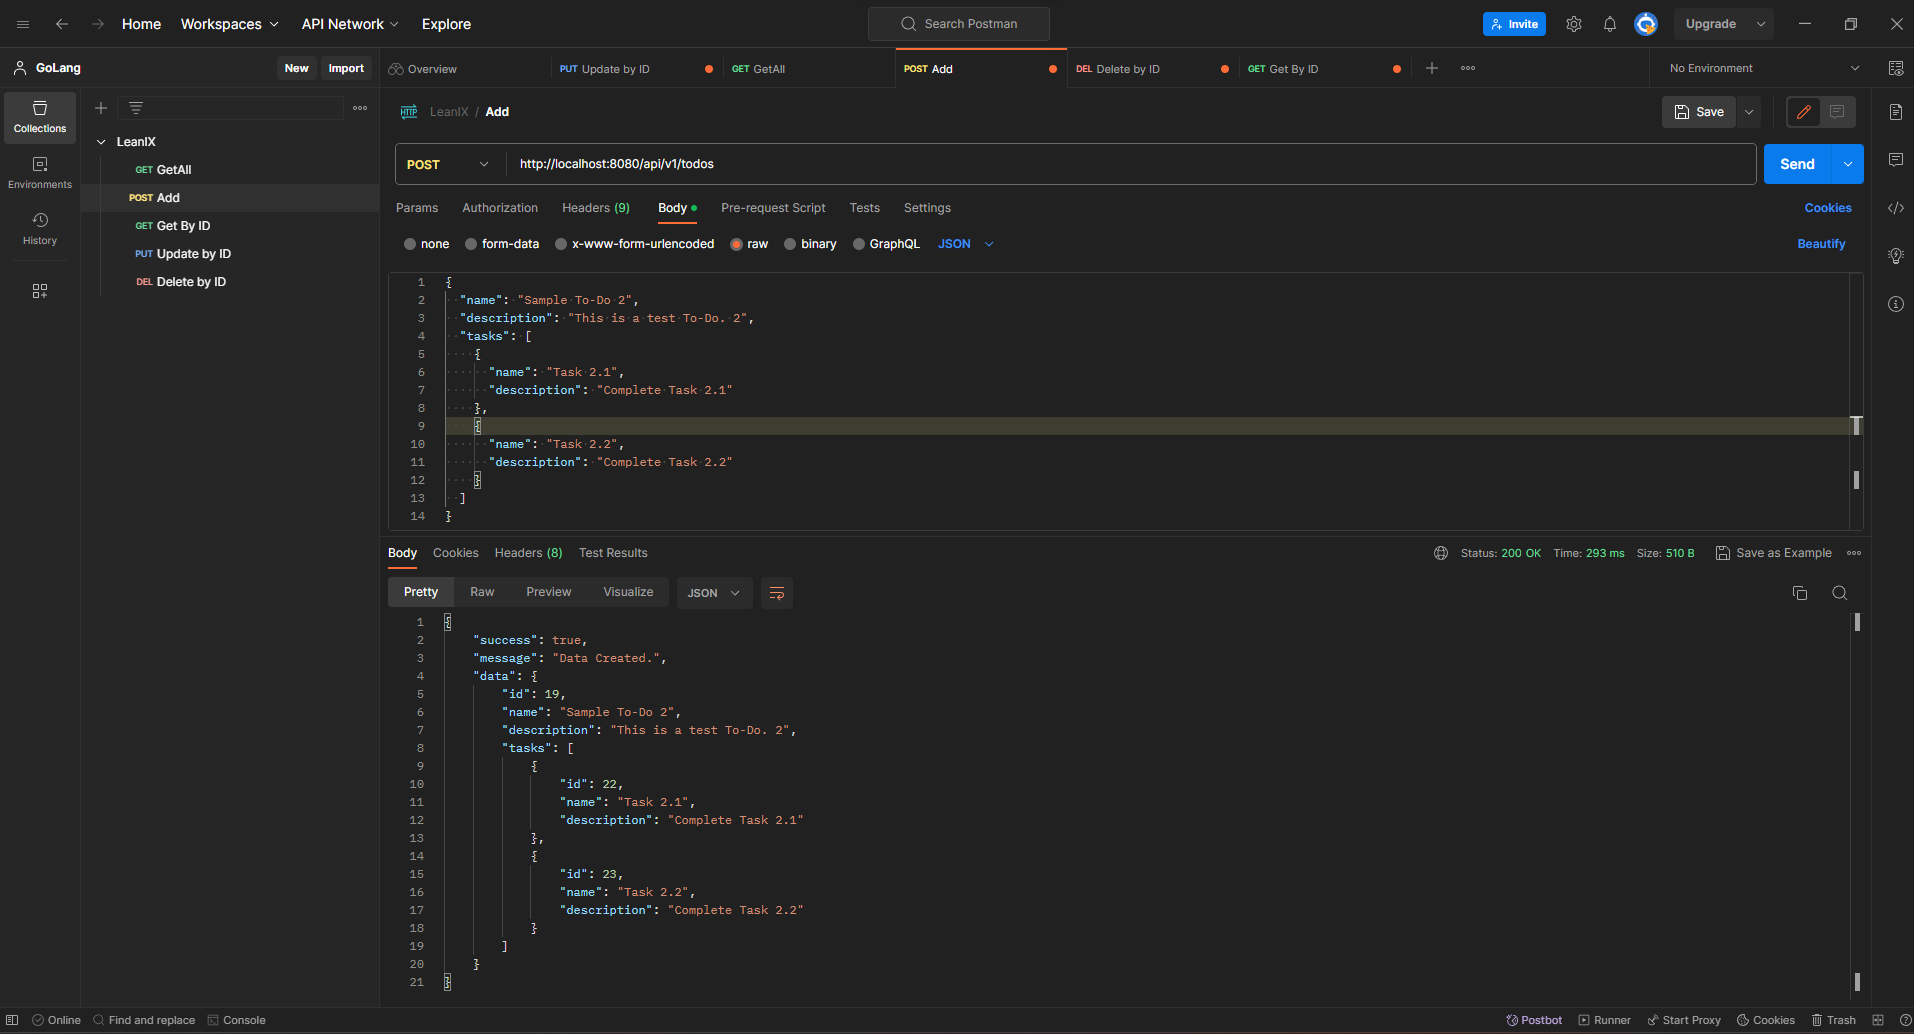 Home Workspaces API Network Explore Search Postman Invite Upgrade
GoLang New Import Overview PUT Update by ID GET GetAll POST Add DEL Delete by ID GET Get By ID No Environment
Collections
Environments
History
LeanIX
GET GetAll
POST Add
GET Get By ID
PUT Update by ID
DEL Delete by ID
HTTP LeanIX / Add Save
POST http://localhost:8080/api/v1/todos Send
Params Authorization Headers (9) Body Pre-request Script Tests Settings Cookies
none form-data x-www-form-urlencoded raw binary GraphQL JSON Beautify
1 {
2 "name": "Sample To-Do 2",
3 "description": "This is a test To-Do. 2",
4 "tasks": [
5 {
6 "name": "Task 2.1",
7 "description": "Complete Task 2.1"
8 },
9 {
10 "name": "Task 2.2",
11 "description": "Complete Task 2.2"
12 }
13 ]
14 }
Body Cookies Headers (8) Test Results Status: 200 OK Time: 293 ms Size: 510 B Save as Example
Pretty Raw Preview Visualize JSON
1 {
2 "success": true,
3 "message": "Data Created.",
4 "data": {
5 "id": 19,
6 "name": "Sample To-Do 2",
7 "description": "This is a test To-Do. 2",
8 "tasks": [
9 {
10 "id": 22,
11 "name": "Task 2.1",
12 "description": "Complete Task 2.1"
13 },
14 {
15 "id": 23,
16 "name": "Task 2.2",
17 "description": "Complete Task 2.2"
18 }
19 ]
20 }
21 }
Online Find and replace Console Postbot Runner Start Proxy Cookies Trash